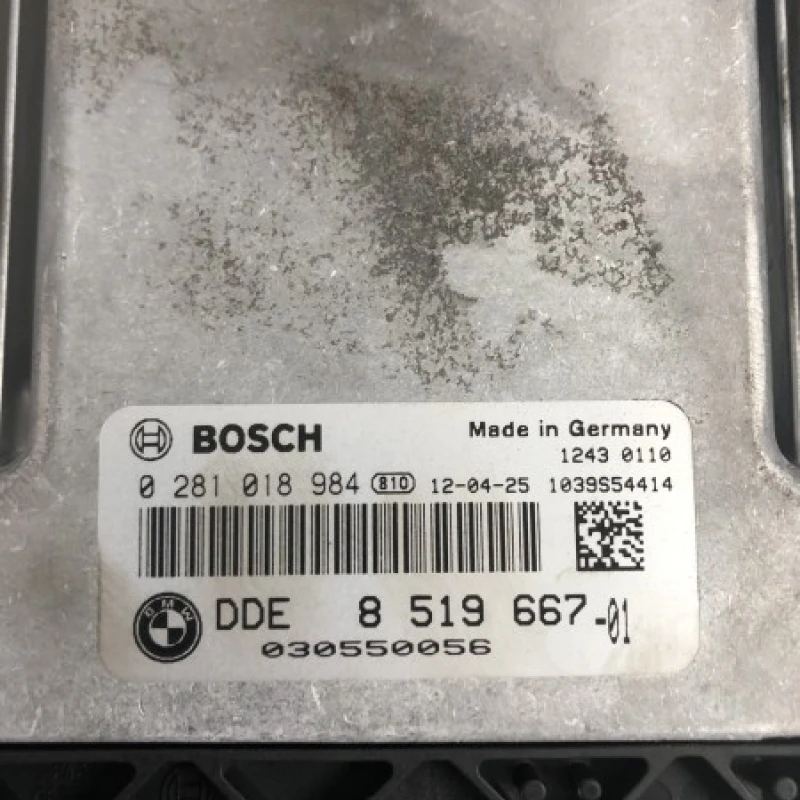 BOSCH Made in Germany
1243 0110
0 281 018 984 810 12-04-25 1039S54414
BMW DDE 8 519 667-01
030550056